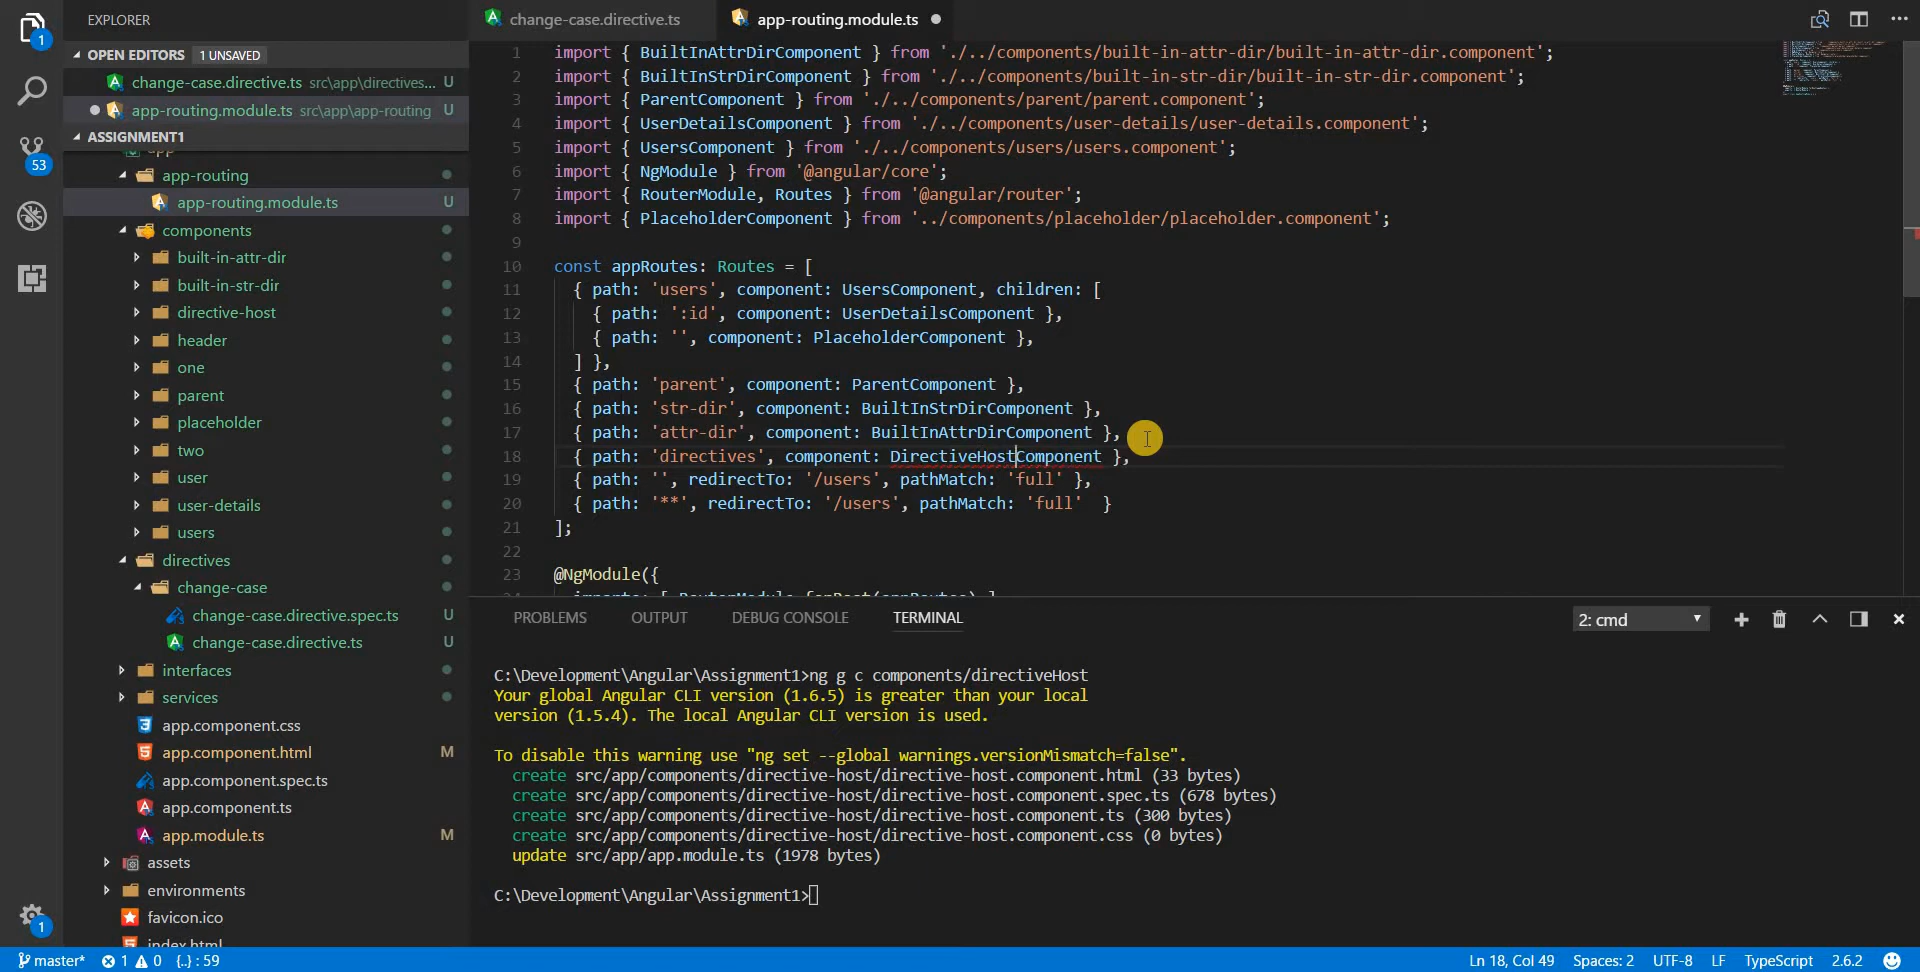 EXPLORER
OPEN EDITORS 1 UNSAVED
change-case.directive.ts src\app\directives... U
app-routing.module.ts src\app\app-routing U
ASSIGNMENT1
app
app-routing
app-routing.module.ts U
components
built-in-attr-dir
built-in-str-dir
directive-host
header
one
parent
placeholder
two
user
user-details
users
directives
change-case
change-case.directive.spec.ts U
change-case.directive.ts U
interfaces
services
app.component.css
app.component.html M
app.component.spec.ts
app.component.ts
app.module.ts M
assets
environments
favicon.ico
index.html
1
53
1
change-case.directive.ts app-routing.module.ts
1 import { BuiltInAttrDirComponent } from './../components/built-in-attr-dir/built-in-attr-dir.component';
2 import { BuiltInStrDirComponent } from './../components/built-in-str-dir/built-in-str-dir.component';
3 import { ParentComponent } from './../components/parent/parent.component';
4 import { UserDetailsComponent } from './../components/user-details/user-details.component';
5 import { UsersComponent } from './../components/users/users.component';
6 import { NgModule } from '@angular/core';
7 import { RouterModule, Routes } from '@angular/router';
8 import { PlaceholderComponent } from '../components/placeholder/placeholder.component';
9
10 const appRoutes: Routes = [
11 { path: 'users', component: UsersComponent, children: [
12 { path: ':id', component: UserDetailsComponent },
13 { path: '', component: PlaceholderComponent },
14 ] },
15 { path: 'parent', component: ParentComponent },
16 { path: 'str-dir', component: BuiltInStrDirComponent },
17 { path: 'attr-dir', component: BuiltInAttrDirComponent },
18 { path: 'directives', component: DirectiveHostComponent },
19 { path: '', redirectTo: '/users', pathMatch: 'full' },
20 { path: '**', redirectTo: '/users', pathMatch: 'full' }
21 ];
22
23 @NgModule({
24 imports: [ RouterModule.forRoot(appRoutes) ]
PROBLEMS OUTPUT DEBUG CONSOLE TERMINAL 2: cmd
C:\Development\Angular\Assignment1>ng g c components/directiveHost
Your global Angular CLI version (1.6.5) is greater than your local
version (1.5.4). The local Angular CLI version is used.
To disable this warning use "ng set --global warnings.versionMismatch=false".
create src/app/components/directive-host/directive-host.component.html (33 bytes)
create src/app/components/directive-host/directive-host.component.spec.ts (678 bytes)
create src/app/components/directive-host/directive-host.component.ts (300 bytes)
create src/app/components/directive-host/directive-host.component.css (0 bytes)
update src/app/app.module.ts (1978 bytes)
C:\Development\Angular\Assignment1>
master* 1 0 {..} : 59 Ln 18, Col 49 Spaces: 2 UTF-8 LF TypeScript 2.6.2